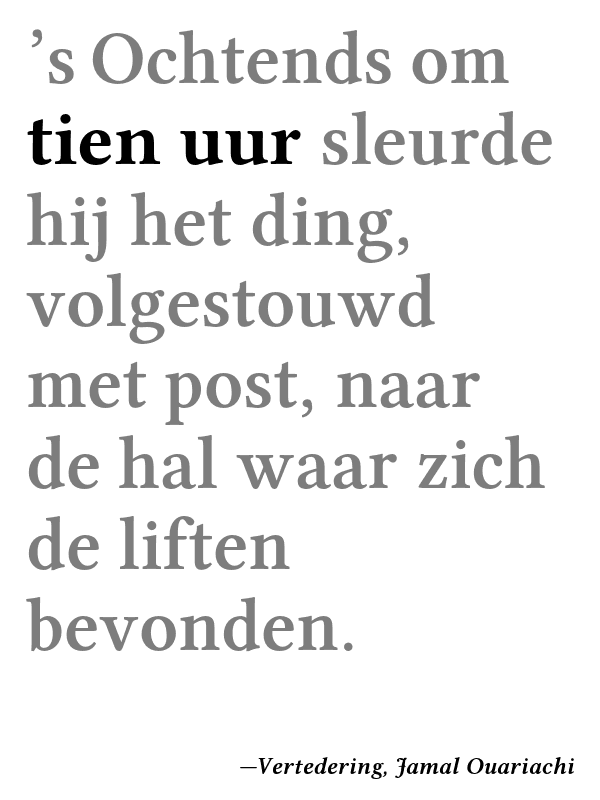 ’s Ochtends om
tien uur sleurde
hij het ding,
volgestouwd
met post, naar
de hal waar zich
de liften
bevonden.
—Vertedering, Jamal Ouariachi